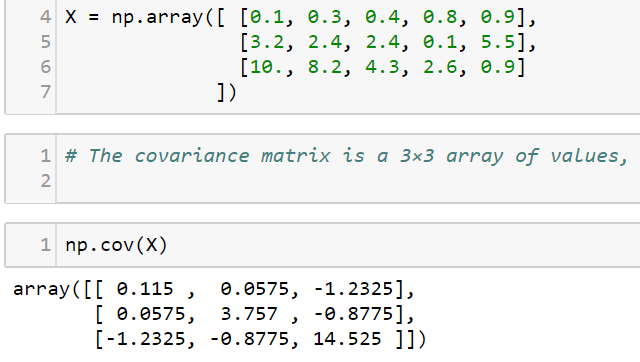 4 X = np.array([ [0.1, 0.3, 0.4, 0.8, 0.9],
5 [3.2, 2.4, 2.4, 0.1, 5.5],
6 [10., 8.2, 4.3, 2.6, 0.9]
7 ])
1 # The covariance matrix is a 3×3 array of values,
2
1 np.cov(X)
array([[ 0.115 , 0.0575, -1.2325],
[ 0.0575, 3.757 , -0.8775],
[-1.2325, -0.8775, 14.525 ]])